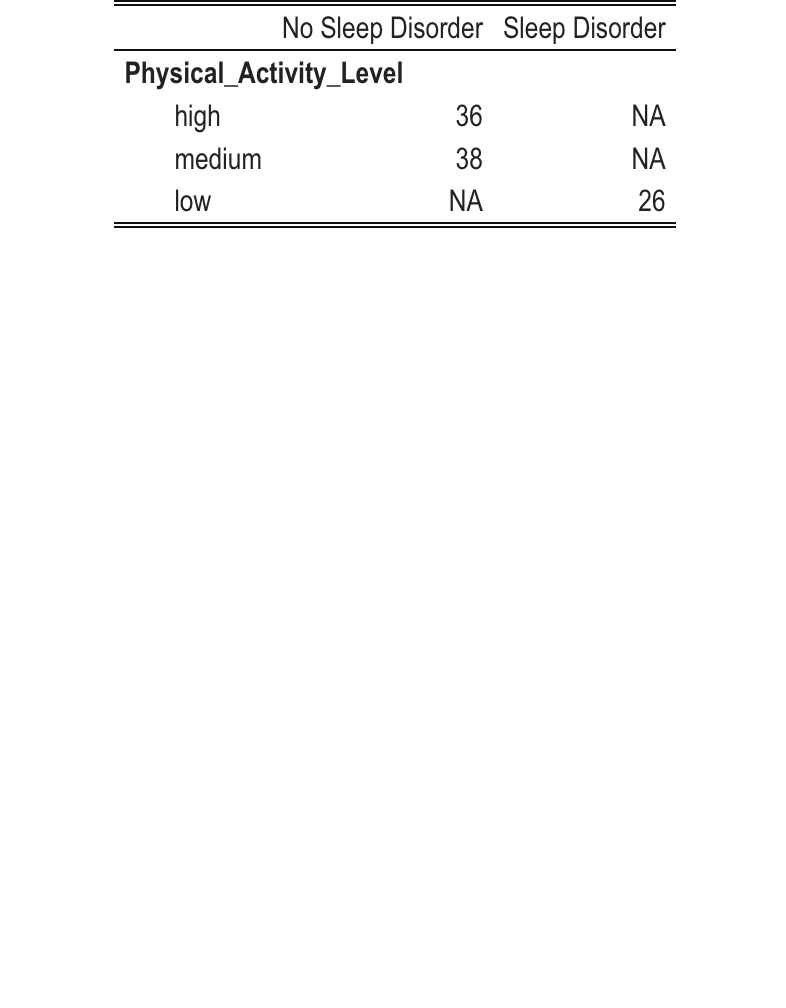 No Sleep Disorder Sleep Disorder
Physical_Activity_Level
high 36 NA
medium 38 NA
low NA 26